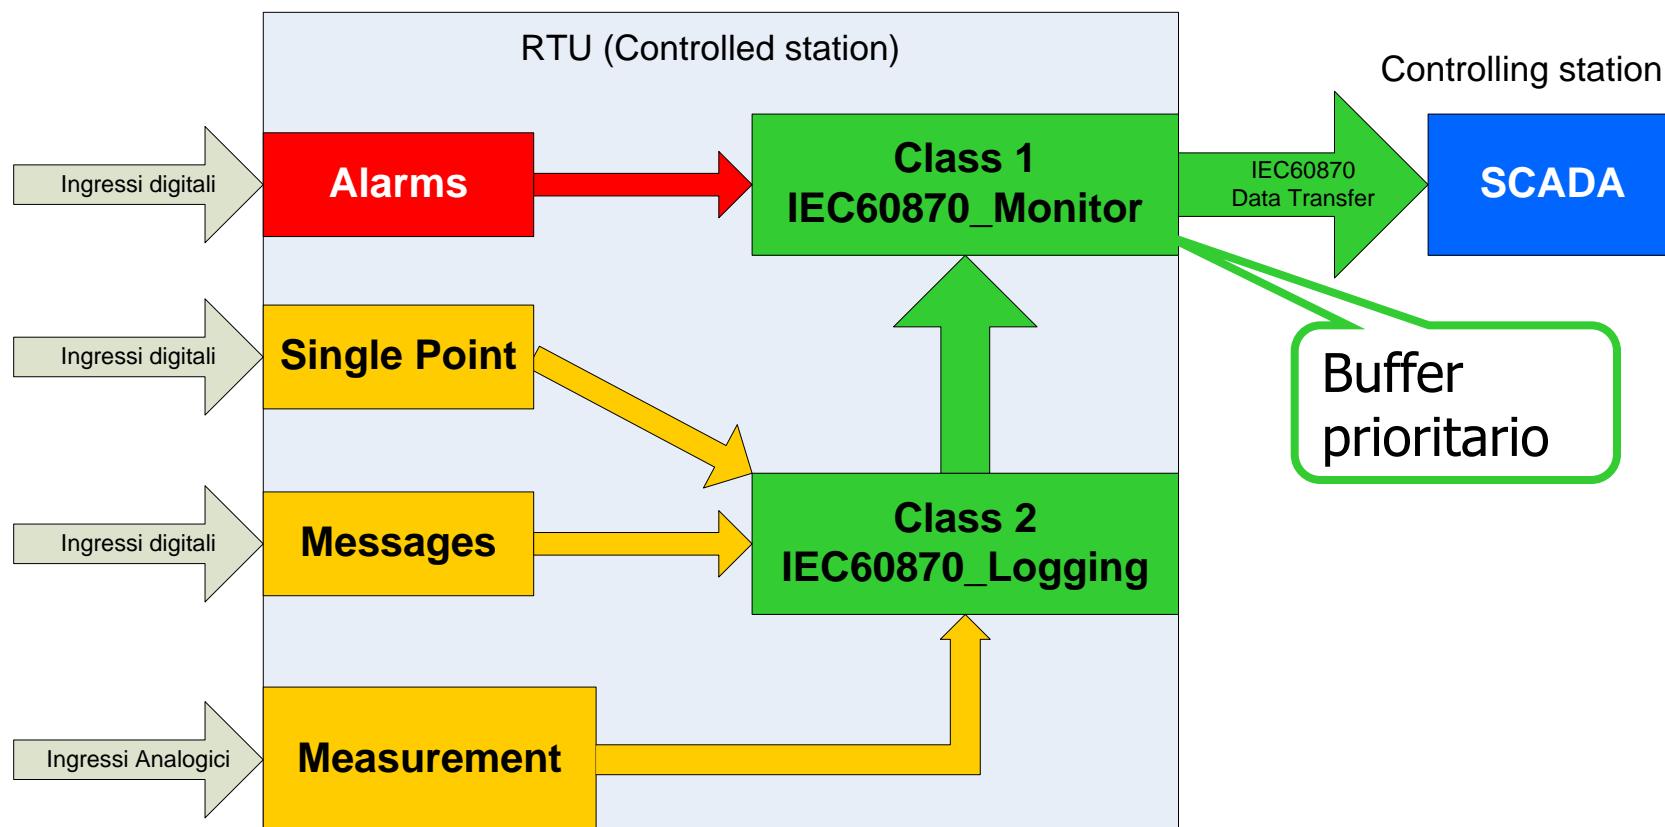 RTU (Controlled station)
Controlling station
Ingressi digitali
Alarms
Class 1
IEC60870_Monitor
IEC60870
Data Transfer
SCADA
Ingressi digitali
Single Point
Buffer
prioritario
Ingressi digitali
Messages
Class 2
IEC60870_Logging
Ingressi Analogici
Measurement